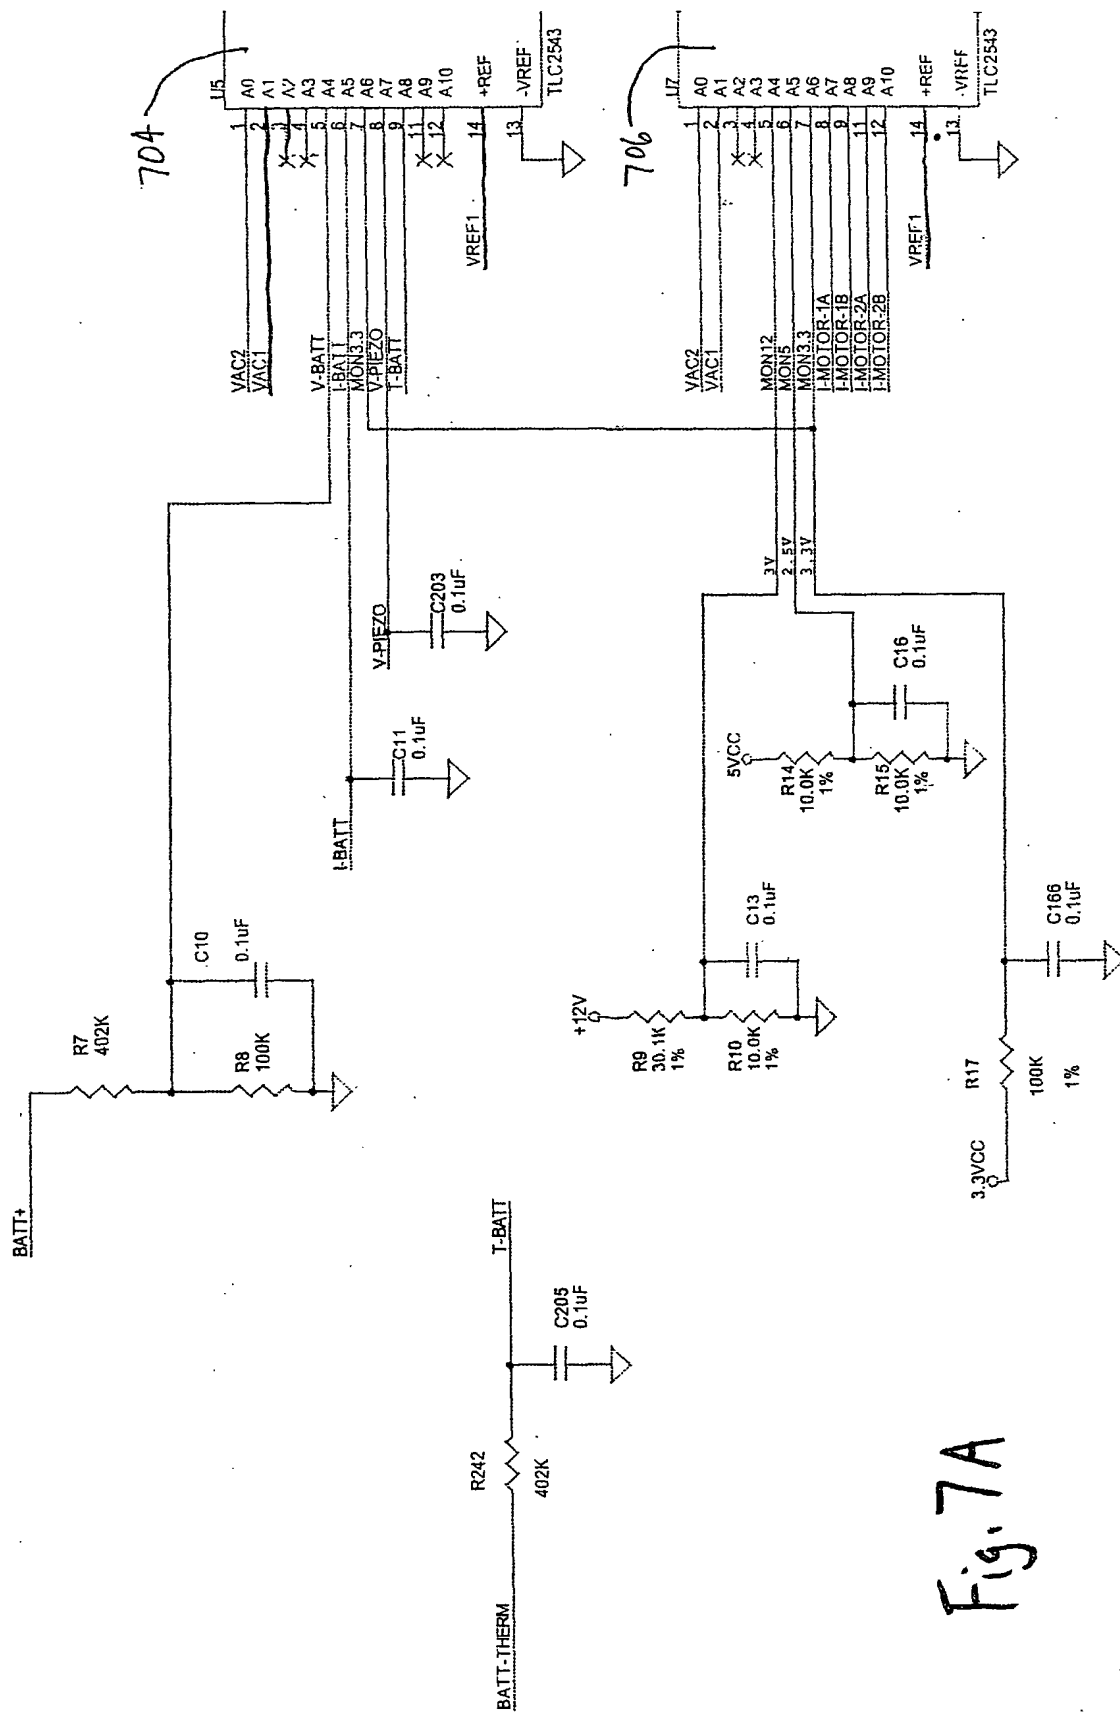 704
U5
1 A0
2 A1
3 A2
4 A3
5 A4
6 A5
7 A6
8 A7
9 A8
11 A9
12 A10
14 +REF
13 -VREF
TLC2543
VAC2
VAC1
V-BATT
I-BATT
MON3.3
V-PIEZO
T-BATT
VREF1
706
U7
1 A0
2 A1
3 A2
4 A3
5 A4
6 A5
7 A6
8 A7
9 A8
11 A9
12 A10
14 +REF
13 -VREF
TLC2543
VAC2
VAC1
MON12
MON5
MON3.3
I-MOTOR-1A
I-MOTOR-1B
I-MOTOR-2A
I-MOTOR-2B
VREF1
3V
2.5V
3.3V
V-PIEZO
C203
0.1uF
I-BATT
C11
0.1uF
C10
0.1uF
R7
402K
R8
100K
BATT+
5VCC
R14
10.0K
1%
R15
10.0K
1%
C16
0.1uF
+12V
R9
30.1K
1%
R10
10.0K
1%
C13
0.1uF
C166
0.1uF
R17
100K
1%
3.3VCC
T-BATT
C205
0.1uF
R242
402K
BATT-THERM
Fig. 7A